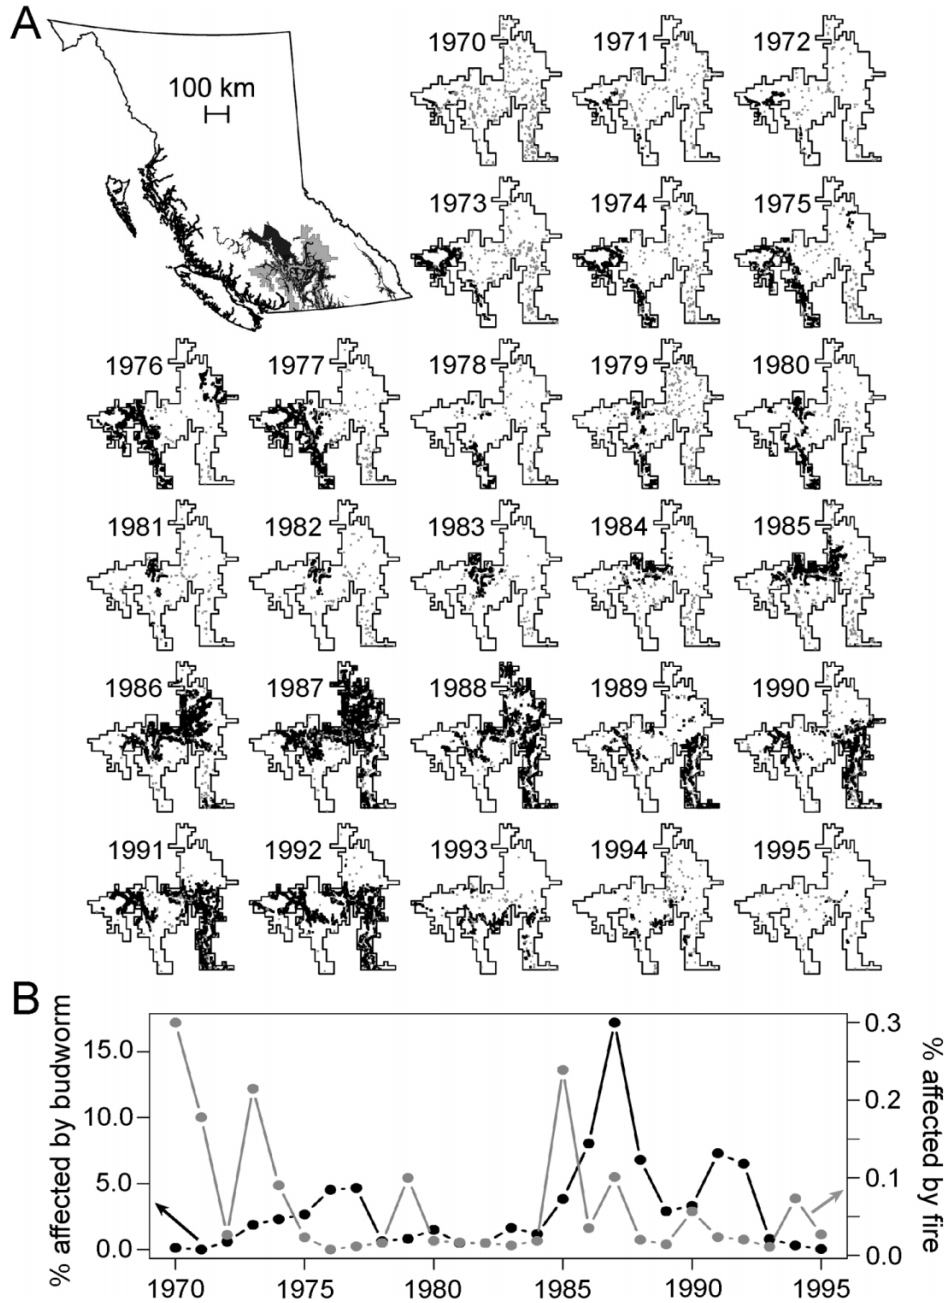 A
100 km
1970 1971 1972
1973 1974 1975
1976 1977 1978 1979 1980
1981 1982 1983 1984 1985
1986 1987 1988 1989 1990
1991 1992 1993 1994 1995
B
% affected by budworm
15.0
10.0
5.0
0.0
0.3
0.2
0.1
0.0
% affected by fire
1970 1975 1980 1985 1990 1995